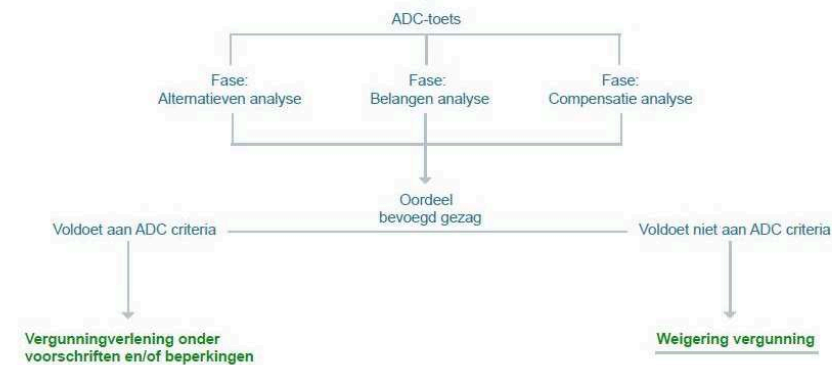 ADC-toets
Fase:
Alternatieven analyse
Fase:
Belangen analyse
Fase:
Compensatie analyse
Oordeel
bevoegd gezag
Voldoet aan ADC criteria
Voldoet niet aan ADC criteria
Vergunningverlening onder
voorschriften en/of beperkingen
Weigering vergunning